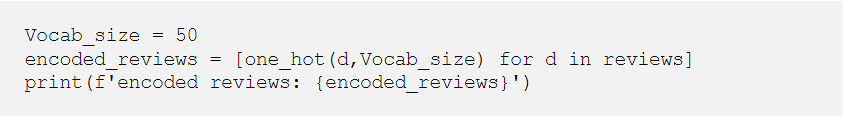 Vocab_size = 50
encoded_reviews = [one_hot(d,Vocab_size) for d in reviews]
print(f'encoded reviews: {encoded_reviews}')